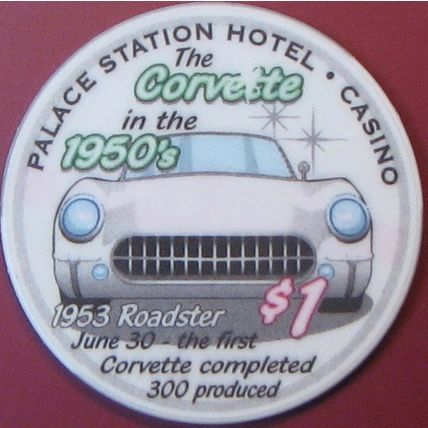 PALACE STATION HOTEL • CASINO
The
Corvette
in the
1950's
$1
1953 Roadster
June 30 - the first
Corvette completed
300 produced